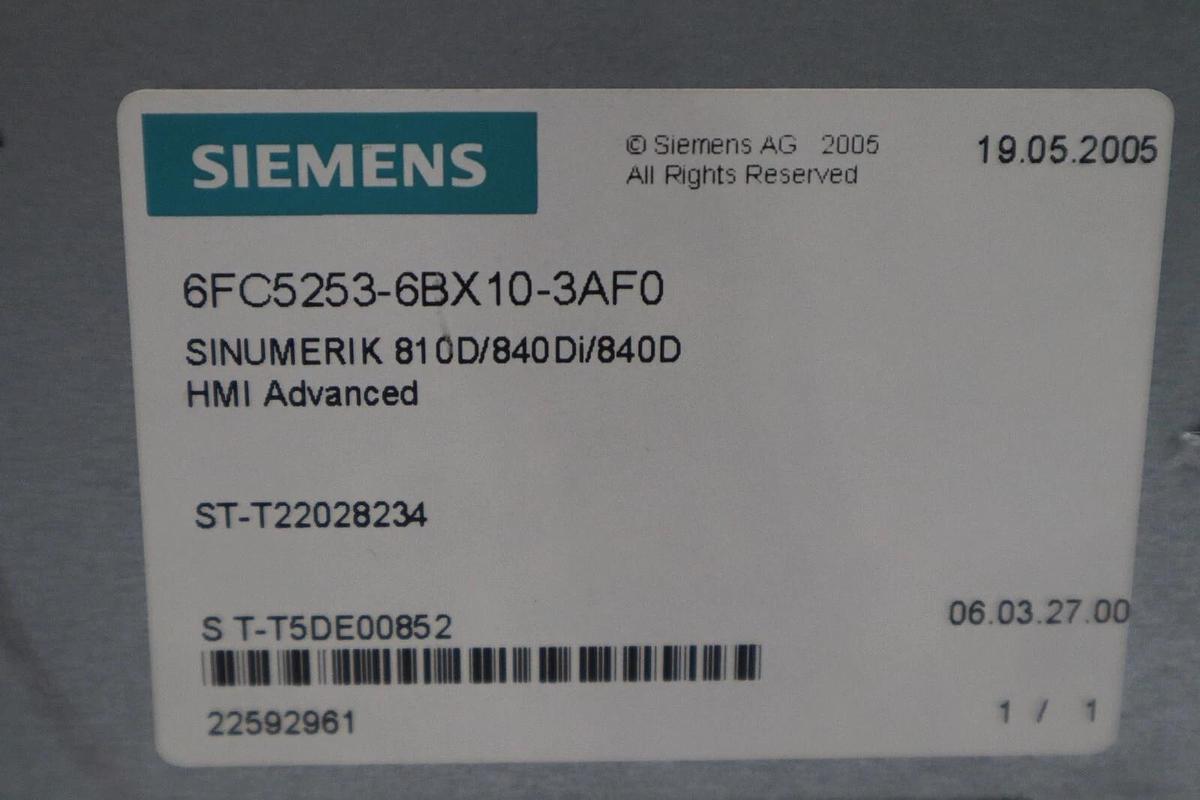 SIEMENS
© Siemens AG 2005
All Rights Reserved
19.05.2005
6FC5253-6BX10-3AF0
SINUMERIK 810D/840Di/840D
HMI Advanced
ST-T22028234
S T-T5DE00852
06.03.27.00
22592961
1 / 1